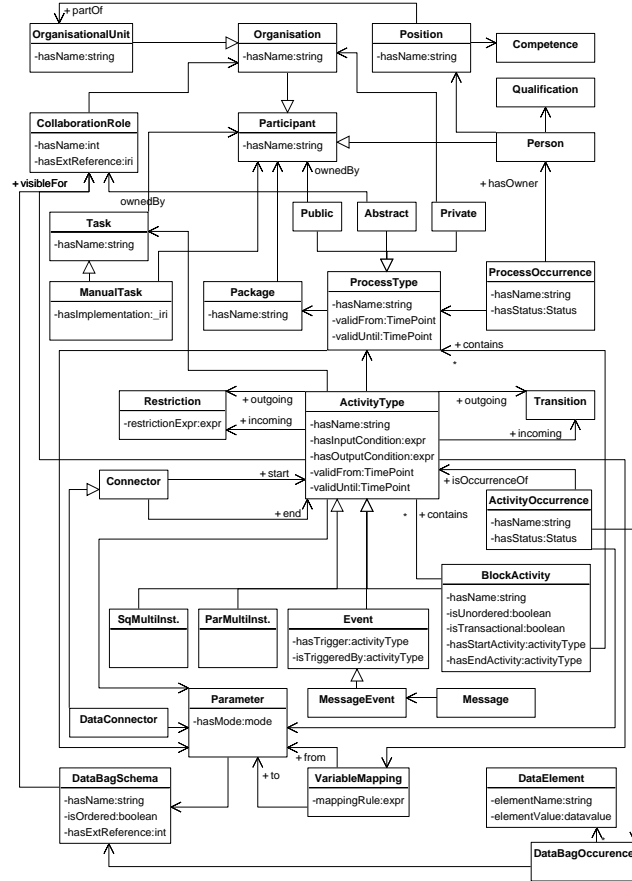 + partOf
OrganisationalUnit
-hasName:string
Organisation
-hasName:string
Position
-hasName:string
Competence
Qualification
CollaborationRole
-hasName:int
-hasExtReference:iri
Participant
-hasName:string
Person
+ visibleFor
ownedBy
ownedBy
+ hasOwner
Task
-hasName:string
Public
Abstract
Private
ManualTask
-hasImplementation:_iri
Package
-hasName:string
ProcessType
-hasName:string
-validFrom:TimePoint
-validUntil:TimePoint
ProcessOccurrence
-hasName:string
-hasStatus:Status
+ contains
*
Restriction
-restrictionExpr:expr
+ outgoing
+ incoming
ActivityType
-hasName:string
-hasInputCondition:expr
-hasOutputCondition:expr
-validFrom:TimePoint
-validUntil:TimePoint
+ outgoing
Transition
+ incoming
Connector
+ start
+ end
+ isOccurrenceOf
ActivityOccurrence
-hasName:string
-hasStatus:Status
*
+ contains
SqMultiInst.
ParMultiInst.
Event
-hasTrigger:activityType
-isTriggeredBy:activityType
BlockActivity
-hasName:string
-isUnordered:boolean
-isTransactional:boolean
-hasStartActivity:activityType
-hasEndActivity:activityType
MessageEvent
Message
DataConnector
Parameter
-hasMode:mode
+ from
+ to
DataBagSchema
-hasName:string
-isOrdered:boolean
-hasExtReference:int
VariableMapping
-mappingRule:expr
DataElement
-elementName:string
-elementValue:datavalue
*
DataBagOccurence